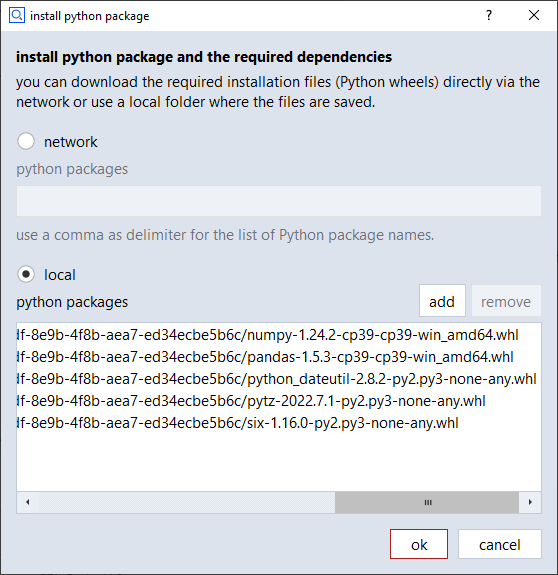 install python package
?
install python package and the required dependencies
you can download the required installation files (Python wheels) directly via the
network or use a local folder where the files are saved.
network
python packages
use a comma as delimiter for the list of Python package names.
local
python packages
add
remove
df-8e9b-4f8b-aea7-ed34ecbe5b6c/numpy-1.24.2-cp39-cp39-win_amd64.whl
df-8e9b-4f8b-aea7-ed34ecbe5b6c/pandas-1.5.3-cp39-cp39-win_amd64.whl
df-8e9b-4f8b-aea7-ed34ecbe5b6c/python_dateutil-2.8.2-py2.py3-none-any.whl
df-8e9b-4f8b-aea7-ed34ecbe5b6c/pytz-2022.7.1-py2.py3-none-any.whl
df-8e9b-4f8b-aea7-ed34ecbe5b6c/six-1.16.0-py2.py3-none-any.whl
ok
cancel